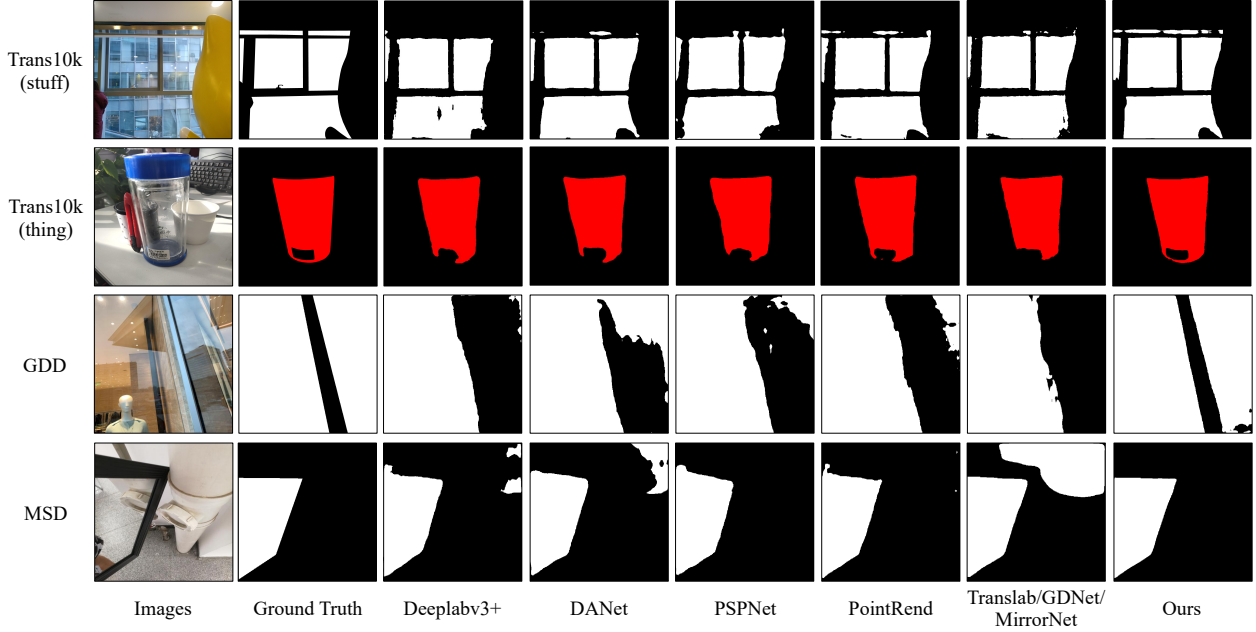 Trans10k
(stuff)
Trans10k
(thing)
GDD
MSD
Images
Ground Truth
Deeplabv3+
DANet
PSPNet
PointRend
Translab/GDNet/
MirrorNet
Ours